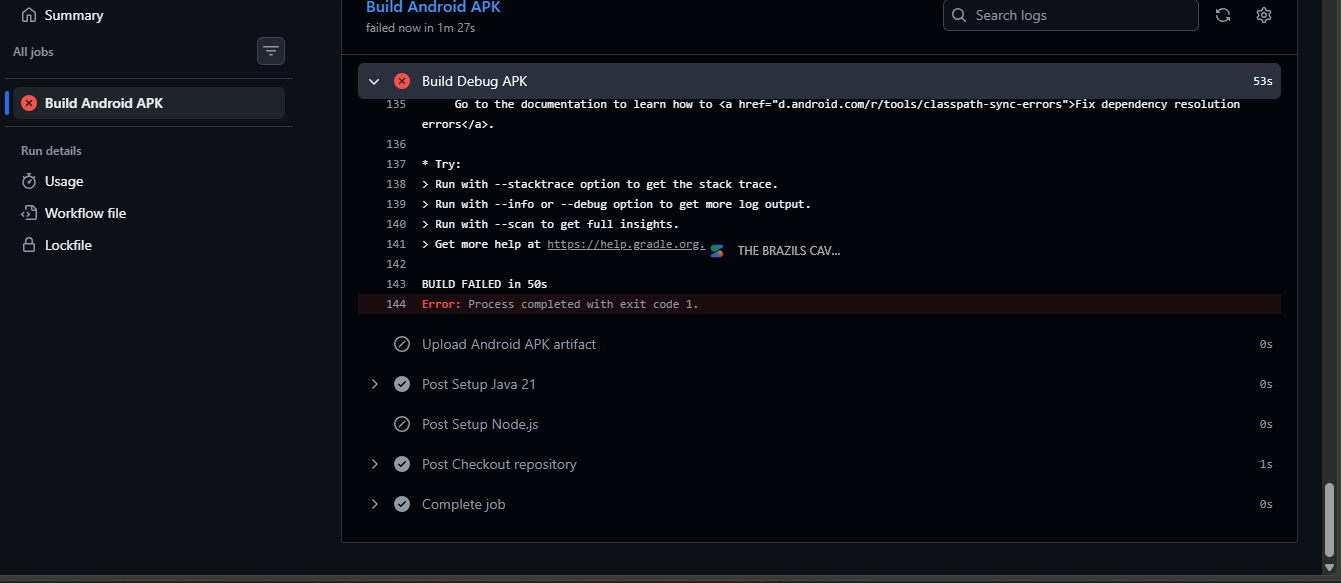 Summary
All jobs
Build Android APK
Run details
Usage
Workflow file
Lockfile
Build Android APK
failed now in 1m 27s
Search logs
Build Debug APK 53s
135 Go to the documentation to learn how to <a href="d.android.com/r/tools/classpath-sync-errors">Fix dependency resolution
errors</a>.
136
137 * Try:
138 > Run with --stacktrace option to get the stack trace.
139 > Run with --info or --debug option to get more log output.
140 > Run with --scan to get full insights.
141 > Get more help at https://help.gradle.org.
THE BRAZILS CAV...
142
143 BUILD FAILED in 50s
144 Error: Process completed with exit code 1.
Upload Android APK artifact 0s
Post Setup Java 21 0s
Post Setup Node.js 0s
Post Checkout repository 1s
Complete job 0s